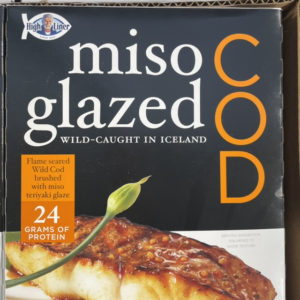 High Liner
miso
glazed
COD
WILD-CAUGHT IN ICELAND
Flame seared
Wild Cod
brushed
with miso
teriyaki glaze
24
GRAMS OF
PROTEIN